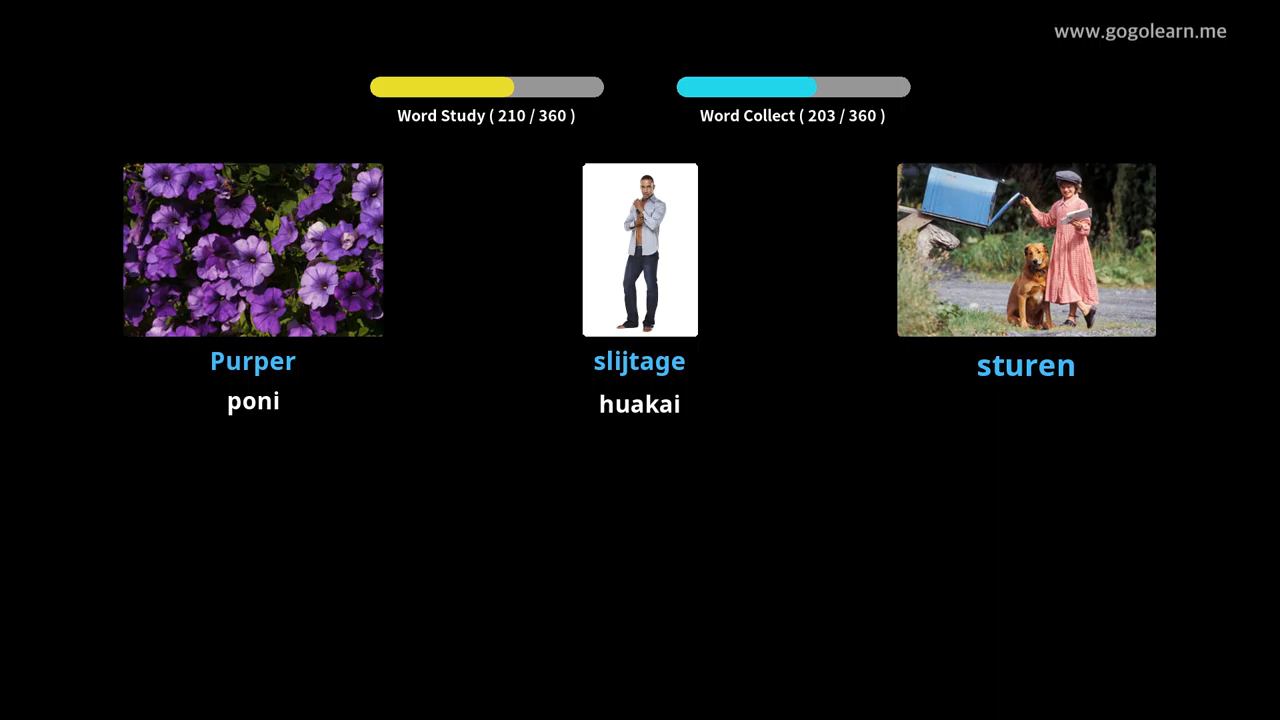 www.gogolearn.me
Word Study ( 210 / 360 )
Word Collect ( 203 / 360 )
Purper
slijtage
sturen
poni
huakai